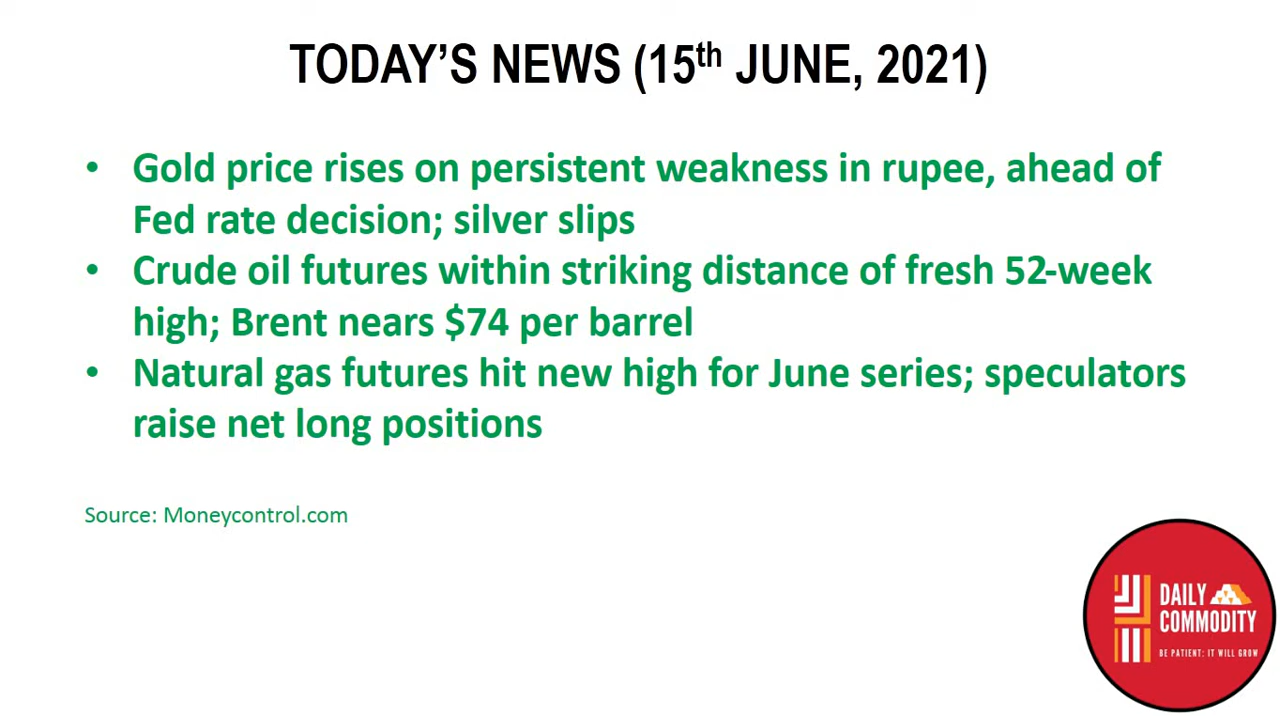 TODAY’S NEWS (15th JUNE, 2021)
• Gold price rises on persistent weakness in rupee, ahead of
Fed rate decision; silver slips
• Crude oil futures within striking distance of fresh 52-week
high; Brent nears $74 per barrel
• Natural gas futures hit new high for June series; speculators
raise net long positions
Source: Moneycontrol.com
DAILY
COMMODITY
BE PATIENT: IT WILL GROW